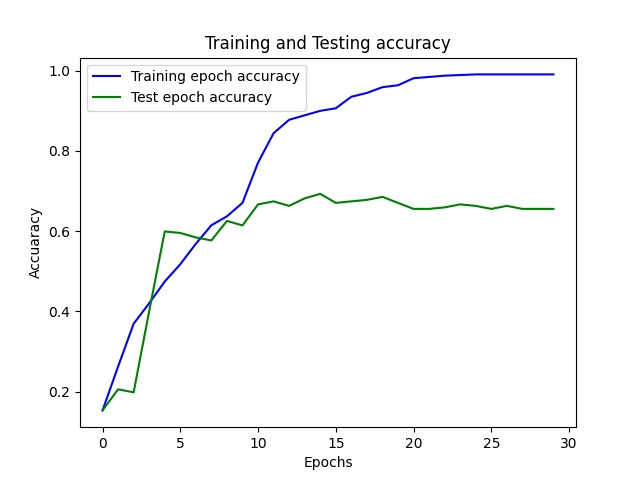 Training and Testing accuracy
Training epoch accuracy
Test epoch accuracy
Accuaracy
1.0
0.8
0.6
0.4
0.2
0 5 10 15 20 25 30
Epochs